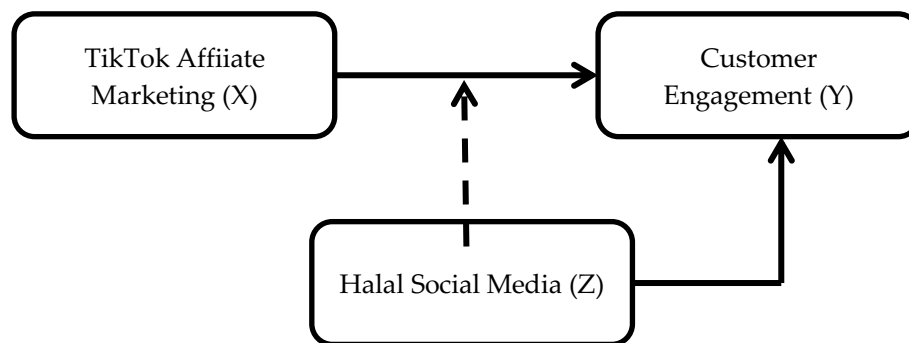 TikTok Affiiate
Marketing (X)
Customer
Engagement (Y)
Halal Social Media (Z)